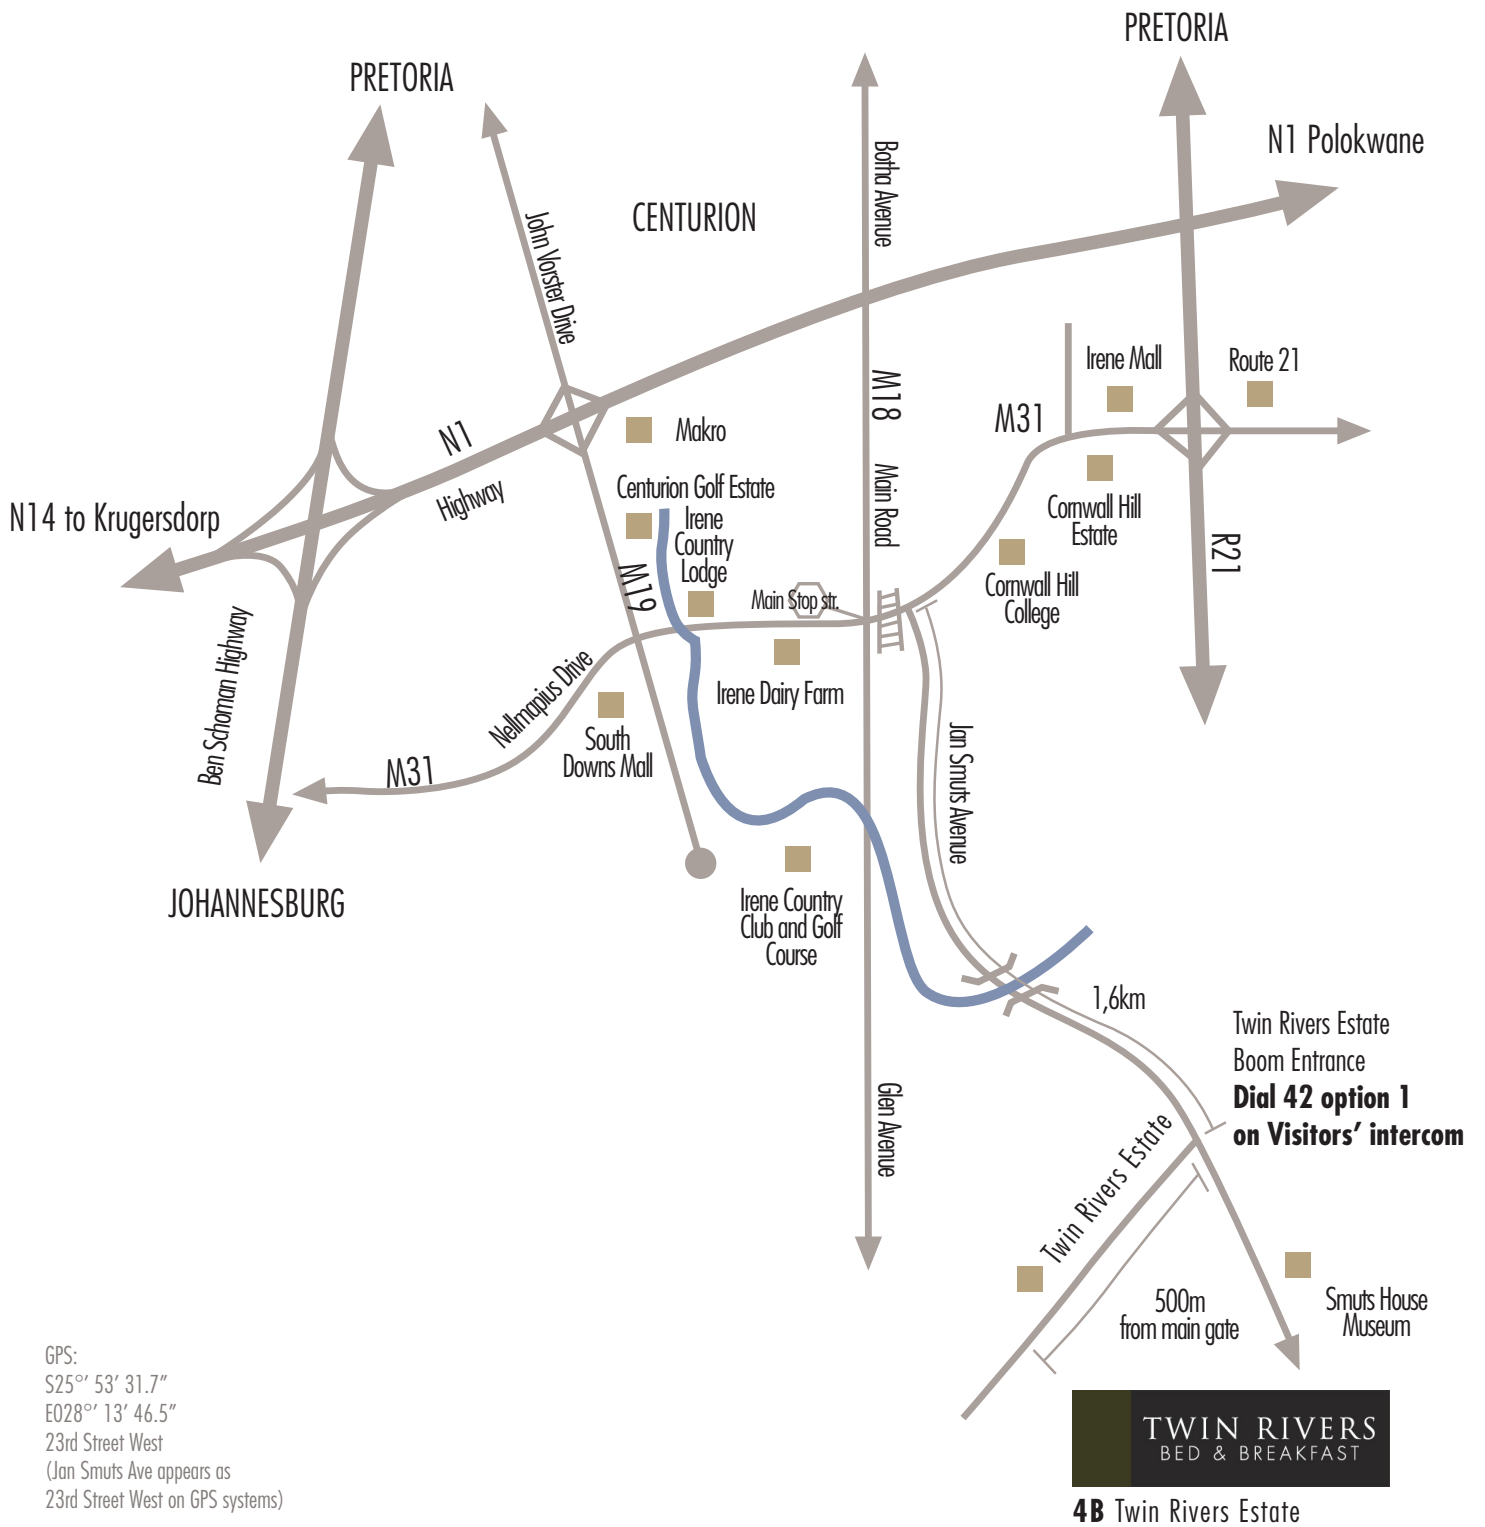 PRETORIA
PRETORIA
N1 Polokwane
Botha Avenue
CENTURION
John Vorster Drive
Irene Mall
Route 21
M18
M31
N1
Highway
Makro
Main Road
Centurion Golf Estate
Irene
Country
Lodge
Cornwall Hill
Estate
N14 to Krugersdorp
R21
M19
Main Stop str.
Cornwall Hill
College
Ben Schoman Highway
Nellmapius Drive
Irene Dairy Farm
South
Downs Mall
M31
Jan Smuts Avenue
JOHANNESBURG
Irene Country
Club and Golf
Course
1,6km
Twin Rivers Estate
Boom Entrance
Dial 42 option 1
on Visitors’ intercom
Glen Avenue
Twin Rivers Estate
500m
from main gate
Smuts House
Museum
GPS:
S25°’ 53’ 31.7”
E028°’ 13’ 46.5”
23rd Street West
(Jan Smuts Ave appears as
23rd Street West on GPS systems)
TWIN RIVERS
BED & BREAKFAST
4B Twin Rivers Estate